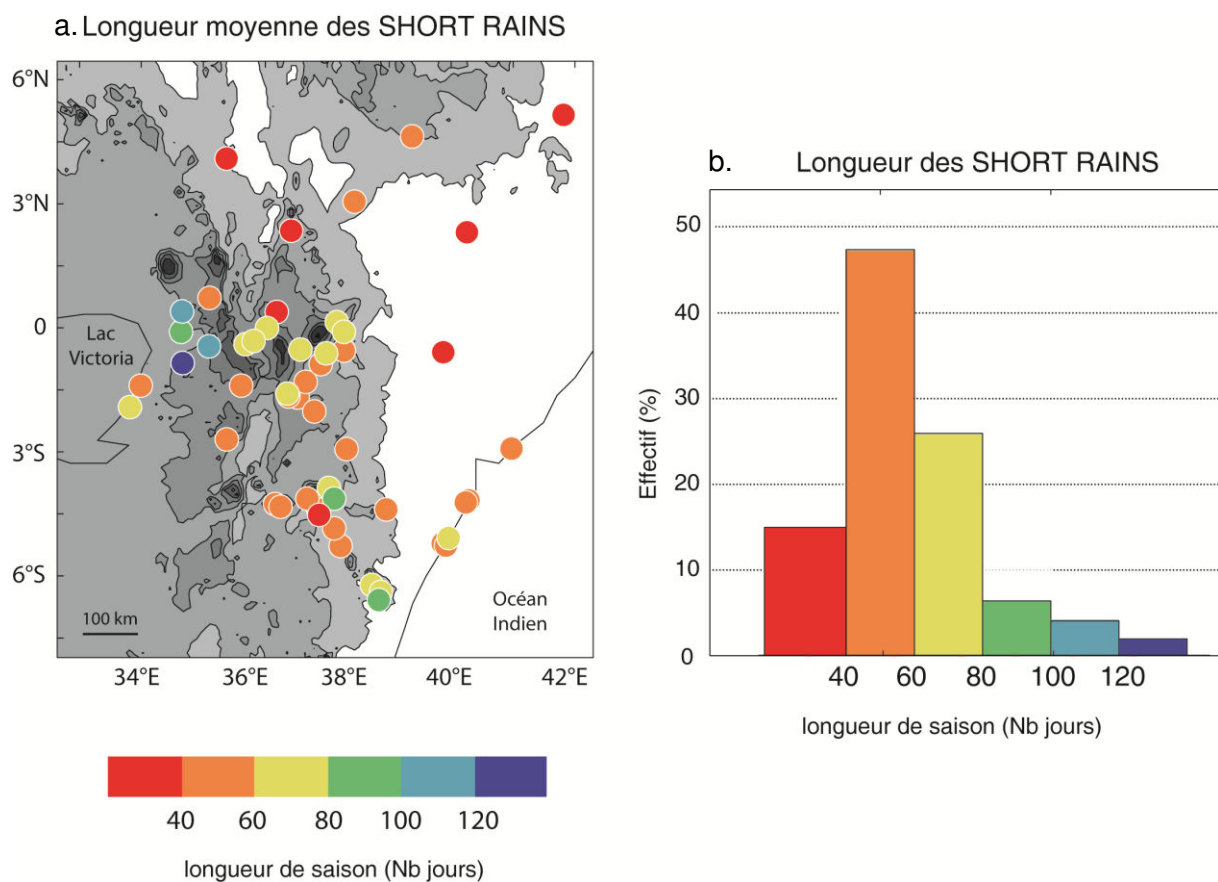 a. Longueur moyenne des SHORT RAINS
6°N
3°N
0
3°S
6°S
Lac
Victoria
Océan
Indien
100 km
34°E 36°E 38°E 40°E 42°E
40 60 80 100 120
longueur de saison (Nb jours)
b. Longueur des SHORT RAINS
Effectif (%)
50
40
30
20
10
0
40 60 80 100 120
longueur de saison (Nb jours)